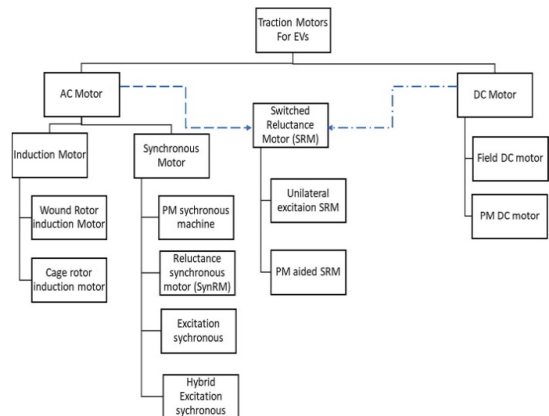 Traction Motors
For EVs
AC Motor
DC Motor
Switched
Reluctance
Motor (SRM)
Induction Motor
Synchronous
Motor
Field DC motor
Unilateral
excitaion SRM
Wound Rotor
induction Motor
PM sychronous
machine
PM DC motor
Cage rotor
induction motor
Reluctance
synchronous
motor (SynRM)
PM aided SRM
Excitation
sychronous
Hybrid
Excitation
sychronous